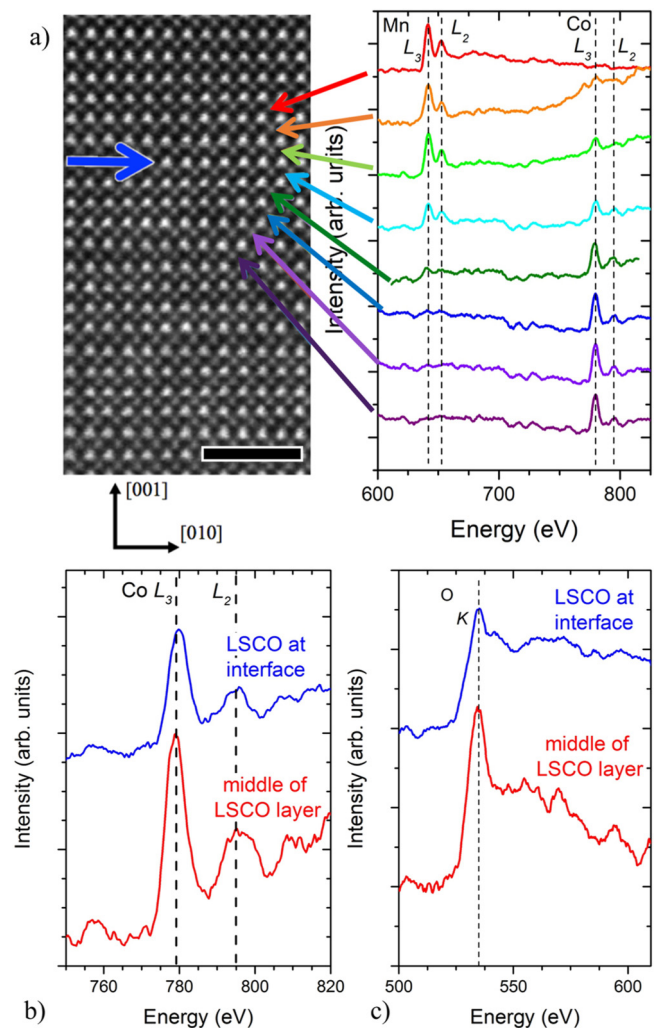 a)
Mn
L3
L2
Co
L3
L2
Intensity (arb. units)
600
700
800
Energy (eV)
[001]
[010]
Co L3
L2
LSCO at
interface
middle of
LSCO layer
Intensity (arb. units)
760
780
800
820
Energy (eV)
b)
O
K
LSCO at
interface
middle of
LSCO layer
Intensity (arb. units)
500
550
600
Energy (eV)
c)